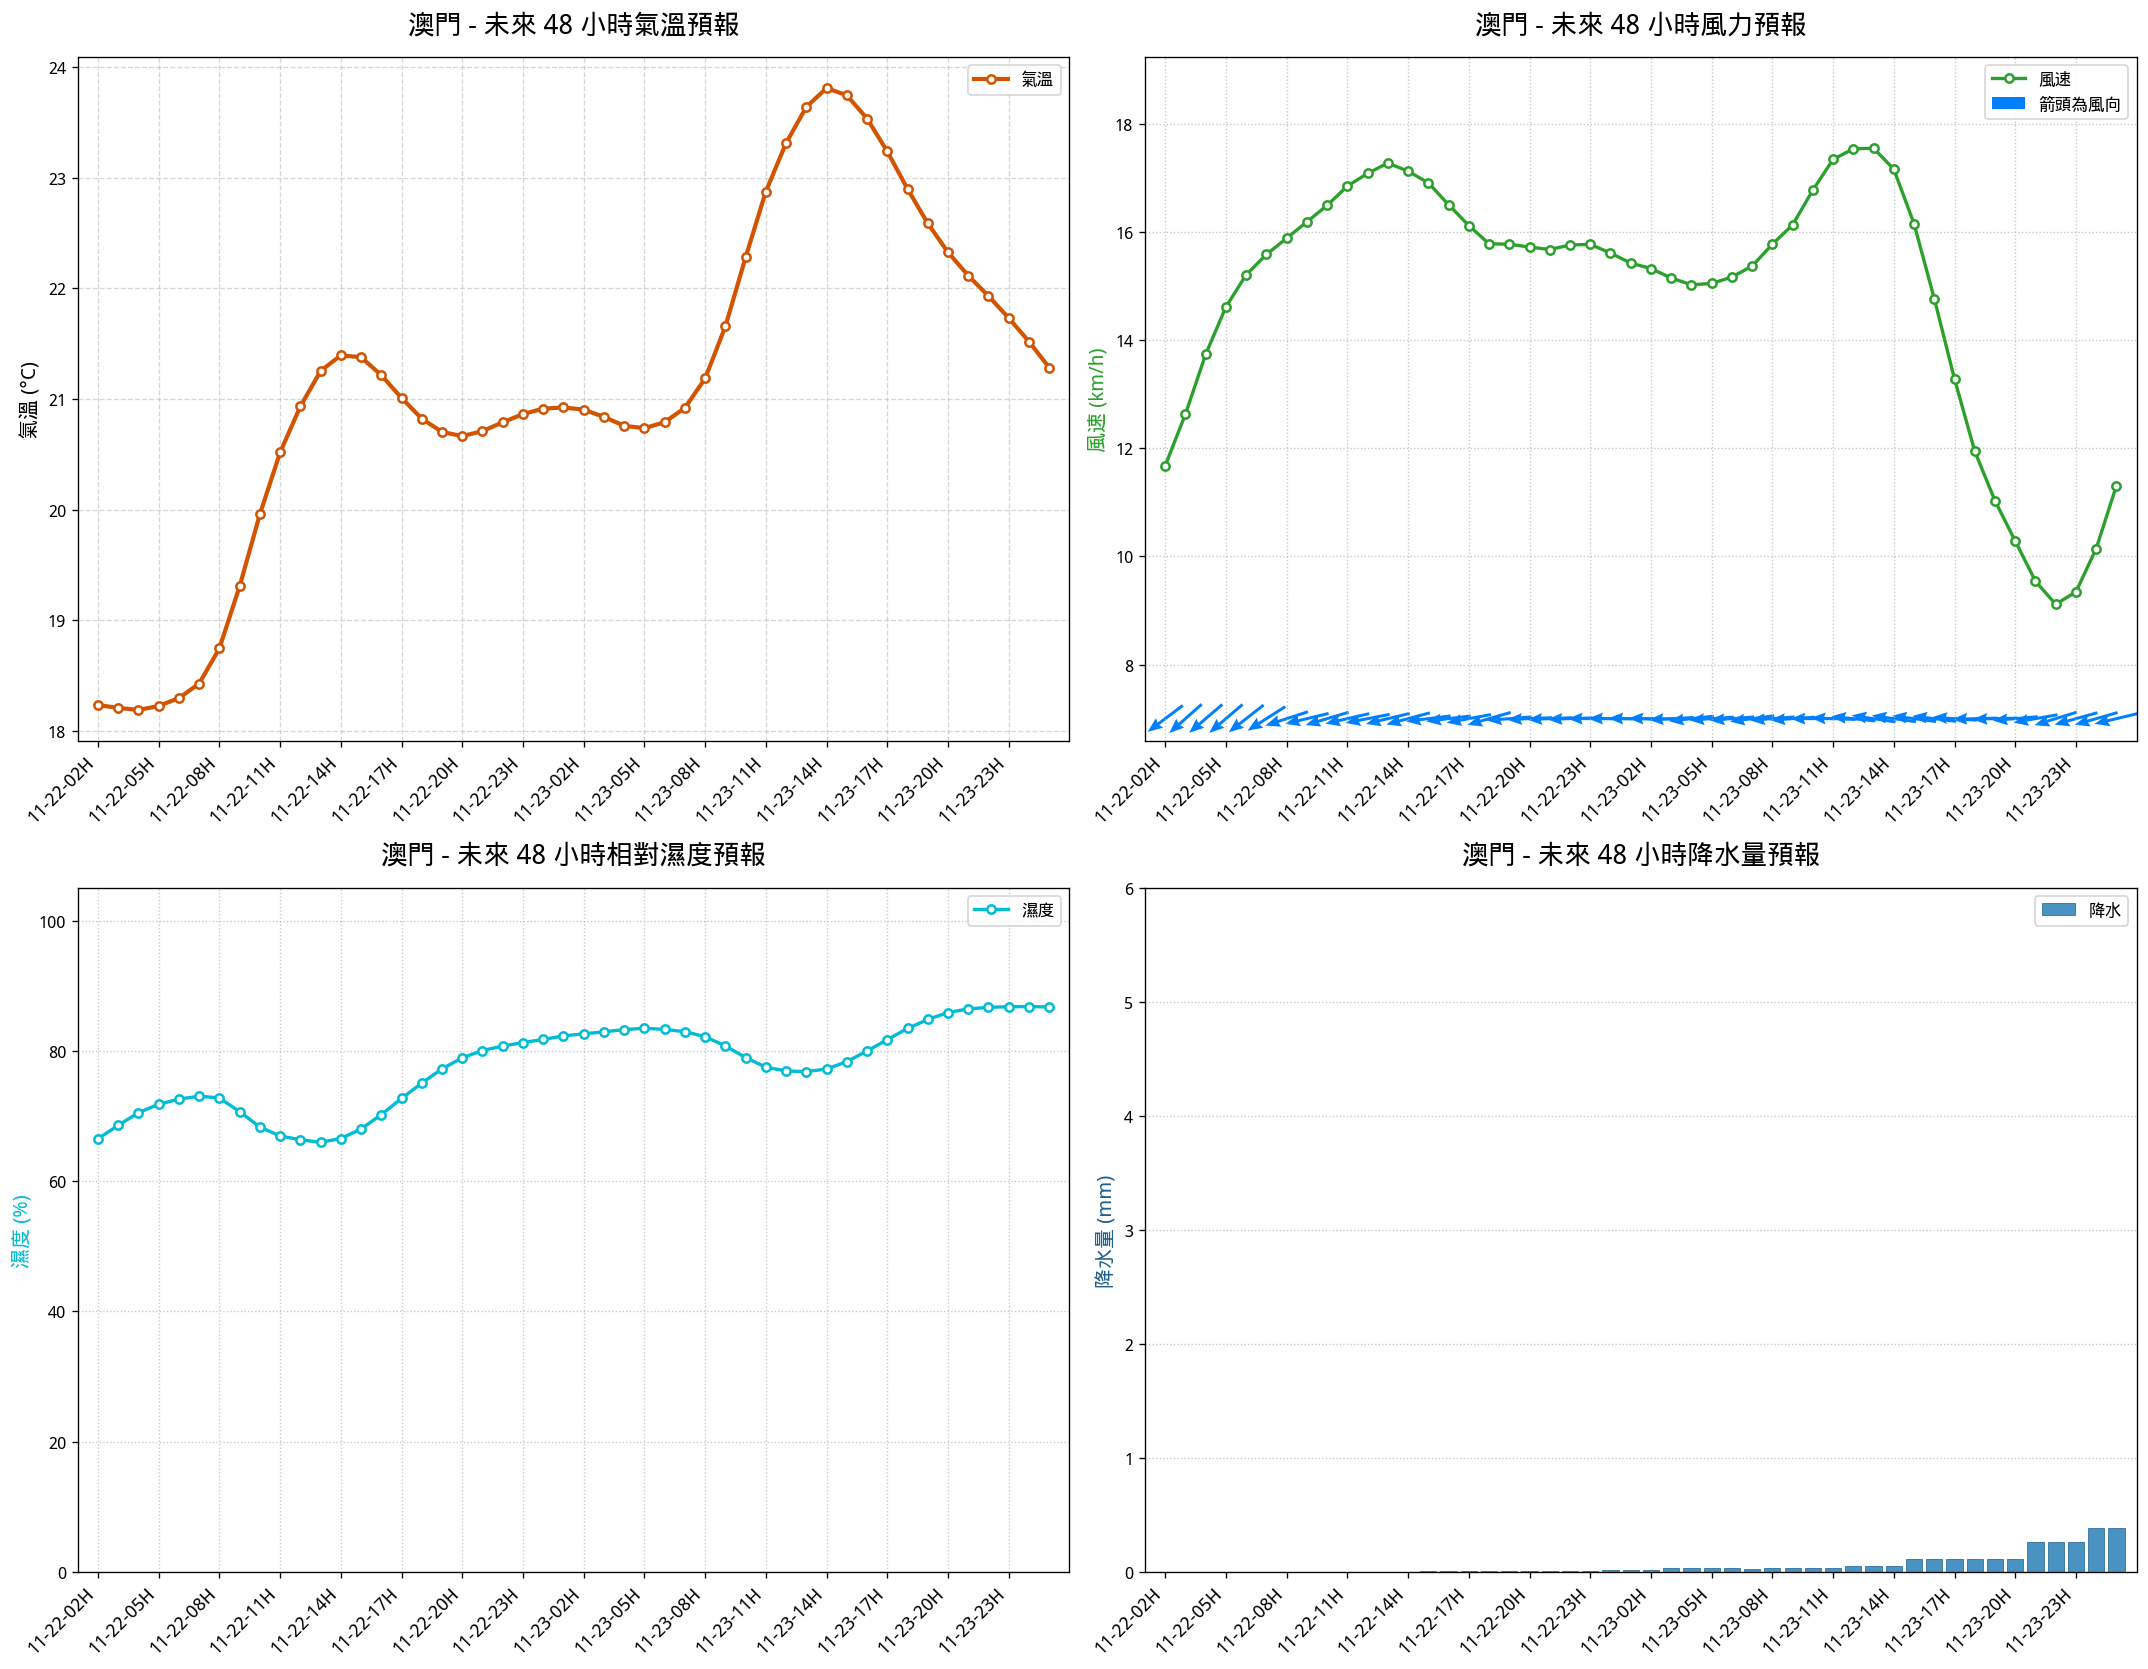 澳門 - 未來 48 小時氣溫預報
氣溫
氣溫 (°C)
24
23
22
21
20
19
18
11-22-02H
11-22-05H
11-22-08H
11-22-11H
11-22-14H
11-22-17H
11-22-20H
11-22-23H
11-23-02H
11-23-05H
11-23-08H
11-23-11H
11-23-14H
11-23-17H
11-23-20H
11-23-23H
澳門 - 未來 48 小時風力預報
風速
箭頭為風向
風速 (km/h)
18
16
14
12
10
8
11-22-02H
11-22-05H
11-22-08H
11-22-11H
11-22-14H
11-22-17H
11-22-20H
11-22-23H
11-23-02H
11-23-05H
11-23-08H
11-23-11H
11-23-14H
11-23-17H
11-23-20H
11-23-23H
澳門 - 未來 48 小時相對濕度預報
濕度
濕度 (%)
100
80
60
40
20
0
11-22-02H
11-22-05H
11-22-08H
11-22-11H
11-22-14H
11-22-17H
11-22-20H
11-22-23H
11-23-02H
11-23-05H
11-23-08H
11-23-11H
11-23-14H
11-23-17H
11-23-20H
11-23-23H
澳門 - 未來 48 小時降水量預報
降水
降水量 (mm)
6
5
4
3
2
1
0
11-22-02H
11-22-05H
11-22-08H
11-22-11H
11-22-14H
11-22-17H
11-22-20H
11-22-23H
11-23-02H
11-23-05H
11-23-08H
11-23-11H
11-23-14H
11-23-17H
11-23-20H
11-23-23H